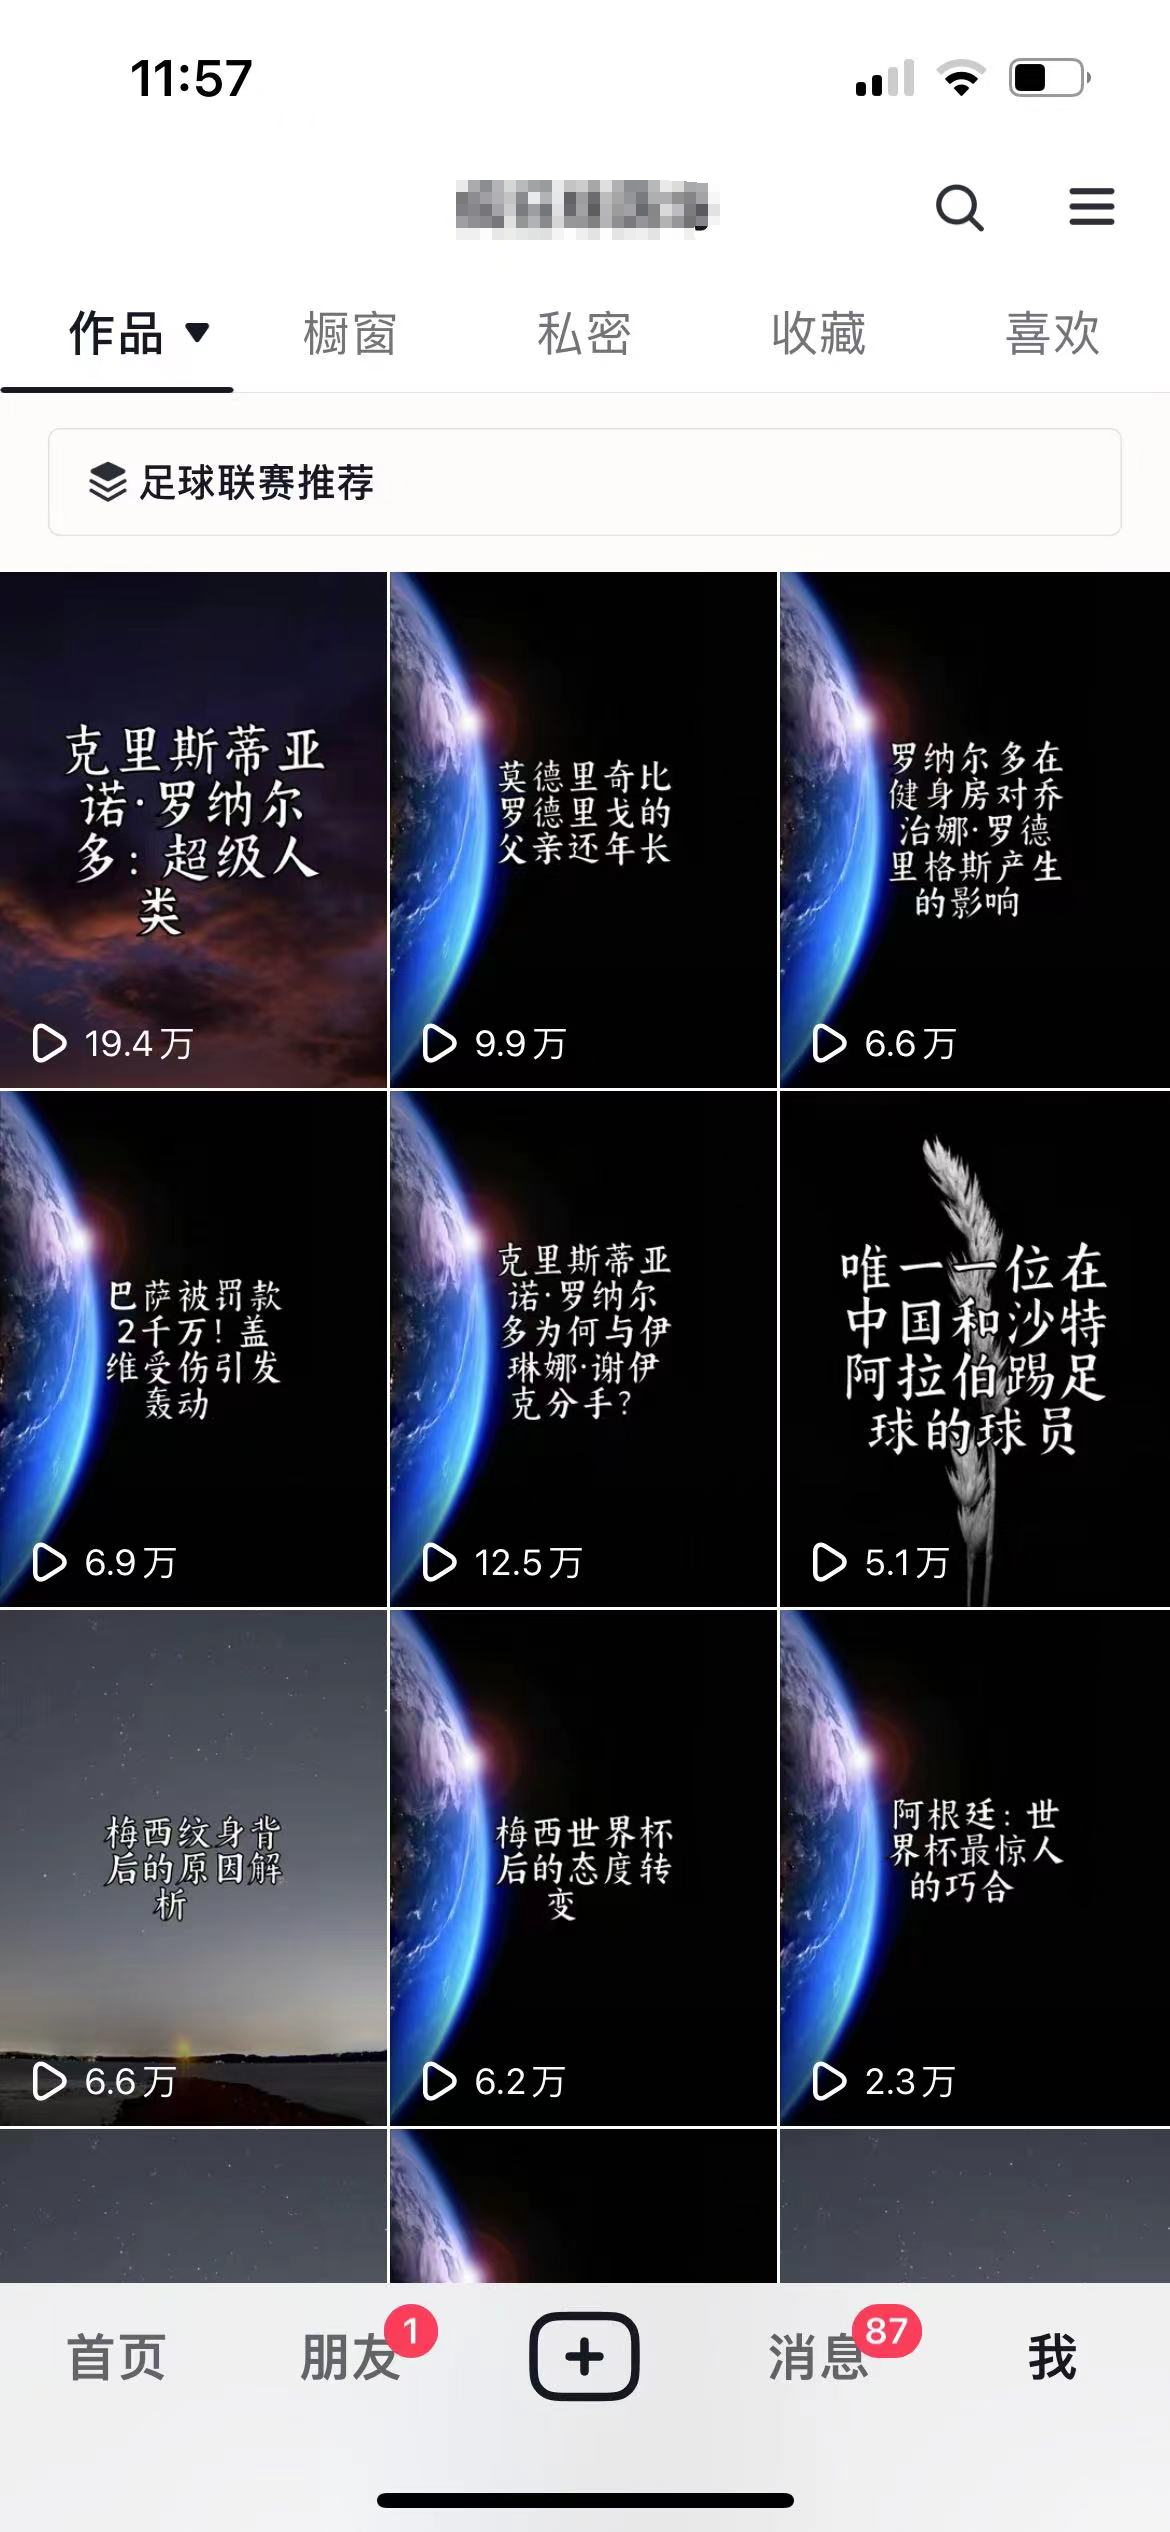 11:57
作品 橱窗 私密 收藏 喜欢
足球联赛推荐
克里斯蒂亚
诺·罗纳尔
多：超级人
类
19.4万
莫德里奇比
罗德里戈的
父亲还年长
9.9万
罗纳尔多在
健身房对乔
治娜·罗德
里格斯产生
的影响
6.6万
巴萨被罚款
2千万！盖
维受伤引发
轰动
6.9万
克里斯蒂亚
诺·罗纳尔
多为何与伊
琳娜·谢伊
克分手？
12.5万
唯一一位在
中国和沙特
阿拉伯踢足
球的球员
5.1万
梅西纹身背
后的原因解
析
6.6万
梅西世界杯
后的态度转
变
6.2万
阿根廷：世
界杯最惊人
的巧合
2.3万
首页 朋友 1 消息 87 我